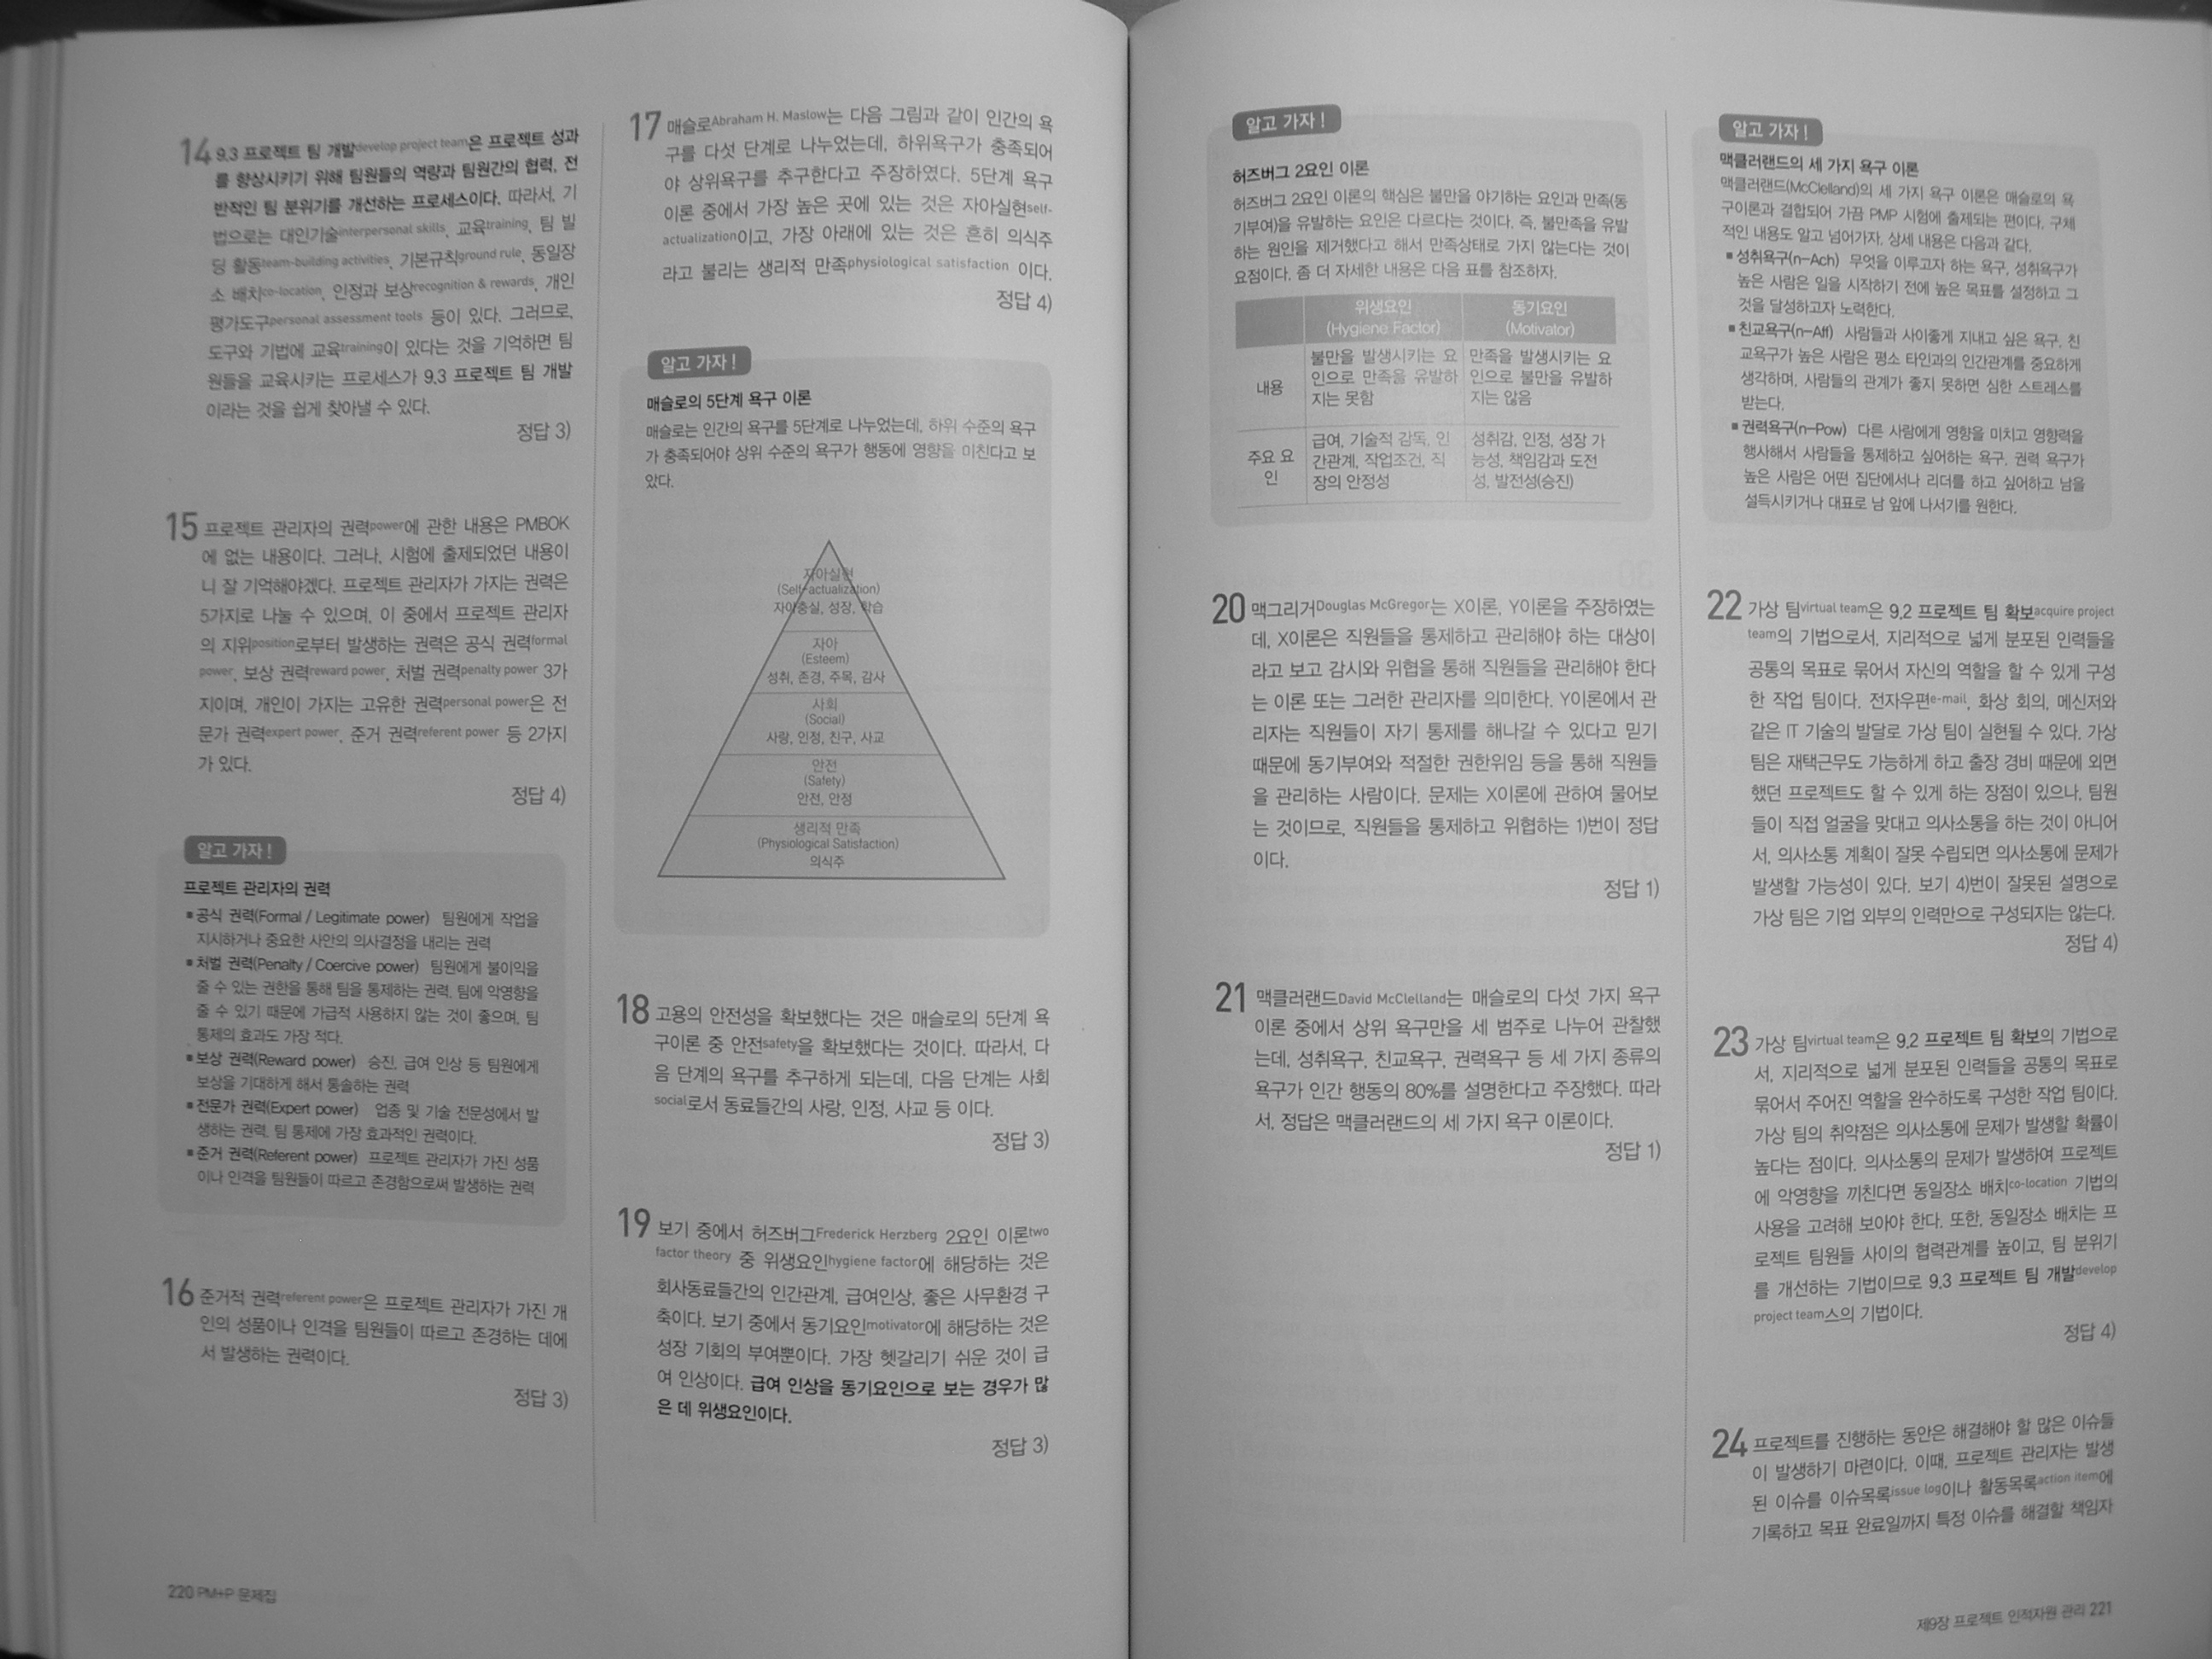 14 9.3 프로젝트 팀 개발develop project team은 프로젝트 성과
를 향상시키기 위해 팀원들의 역량과 팀원간의 협력, 전
반적인 팀 분위기를 개선하는 프로세스이다. 따라서, 기
법으로는 대인기술interpersonal skills, 교육training, 팀 빌
딩 활동team-building activities, 기본규칙ground rule, 동일장
소 배치co-location, 인정과 보상recognition & rewards, 개인
평가도구personal assessment tools 등이 있다. 그러므로,
도구와 기법에 교육training이 있다는 것을 기억하면 팀
원들을 교육시키는 프로세스가 9.3 프로젝트 팀 개발
이라는 것을 쉽게 찾아낼 수 있다.
정답 3)
15 프로젝트 관리자의 권력power에 관한 내용은 PMBOK
에 없는 내용이다. 그러나, 시험에 출제되었던 내용이
니 잘 기억해야겠다. 프로젝트 관리자가 가지는 권력은
5가지로 나눌 수 있으며, 이 중에서 프로젝트 관리자
의 지위position로부터 발생하는 권력은 공식 권력formal
power, 보상 권력reward power, 처벌 권력penalty power 3가
지이며, 개인이 가지는 고유한 권력personal power은 전
문가 권력expert power, 준거 권력referent power 등 2가지
가 있다.
정답 4)
알고 가자!
프로젝트 관리자의 권력
▪공식 권력(Formal / Legitimate power) 팀원에게 작업을
지시하거나 중요한 사안의 의사결정을 내리는 권력
▪처벌 권력(Penalty / Coercive power) 팀원에게 불이익을
줄 수 있는 권한을 통해 팀을 통제하는 권력. 팀에 악영향을
줄 수 있기 때문에 가급적 사용하지 않는 것이 좋으며, 팀
통제의 효과도 가장 적다.
▪보상 권력(Reward power) 승진, 급여 인상 등 팀원에게
보상을 기대하게 해서 통솔하는 권력
▪전문가 권력(Expert power) 업종 및 기술 전문성에서 발
생하는 권력. 팀 통제에 가장 효과적인 권력이다.
▪준거 권력(Referent power) 프로젝트 관리자가 가진 성품
이나 인격을 팀원들이 따르고 존경함으로써 발생하는 권력
16 준거적 권력referent power은 프로젝트 관리자가 가진 개
인의 성품이나 인격을 팀원들이 따르고 존경하는 데에
서 발생하는 권력이다.
정답 3)
220 PM+P 문제집
17 매슬로Abraham H. Maslow는 다음 그림과 같이 인간의 욕
구를 다섯 단계로 나누었는데, 하위욕구가 충족되어
야 상위욕구를 추구한다고 주장하였다. 5단계 욕구
이론 중에서 가장 높은 곳에 있는 것은 자아실현self-
actualization이고, 가장 아래에 있는 것은 흔히 의식주
라고 불리는 생리적 만족physiological satisfaction 이다.
정답 4)
알고 가자!
매슬로의 5단계 욕구 이론
매슬로는 인간의 욕구를 5단계로 나누었는데, 하위 수준의 욕구
가 충족되어야 상위 수준의 욕구가 행동에 영향을 미친다고 보
았다.
자아실현
(Self-actualization)
자아충실, 성장, 학습
자아
(Esteem)
성취, 존경, 주목, 감사
사회
(Social)
사랑, 인정, 친구, 사교
안전
(Safety)
안전, 안정
생리적 만족
(Physiological Satisfaction)
의식주
18 고용의 안전성을 확보했다는 것은 매슬로의 5단계 욕
구이론 중 안전safety을 확보했다는 것이다. 따라서, 다
음 단계의 욕구를 추구하게 되는데, 다음 단계는 사회
social로서 동료들간의 사랑, 인정, 사교 등 이다.
정답 3)
19 보기 중에서 허즈버그Frederick Herzberg 2요인 이론two
factor theory 중 위생요인hygiene factor에 해당하는 것은
회사동료들간의 인간관계, 급여인상, 좋은 사무환경 구
축이다. 보기 중에서 동기요인motivator에 해당하는 것은
성장 기회의 부여뿐이다. 가장 헷갈리기 쉬운 것이 급
여 인상이다. 급여 인상을 동기요인으로 보는 경우가 많
은 데 위생요인이다.
정답 3)
알고 가자!
허즈버그 2요인 이론
허즈버그 2요인 이론의 핵심은 불만을 야기하는 요인과 만족(동
기부여)을 유발하는 요인은 다르다는 것이다. 즉, 불만족을 유발
하는 원인을 제거했다고 해서 만족상태로 가지 않는다는 것이
요점이다. 좀 더 자세한 내용은 다음 표를 참조하자.
위생요인 동기요인
(Hygiene Factor) (Motivator)
불만을 발생시키는 요 만족을 발생시키는 요
내용 인으로 만족을 유발하 인으로 불만을 유발하
지는 못함 지는 않음
급여, 기술적 감독, 인 성취감, 인정, 성장 가
주요 요 간관계, 작업조건, 직 능성, 책임감과 도전
인 장의 안정성 성, 발전성(승진)
20 맥그리거Douglas McGregor는 X이론, Y이론을 주장하였는
데, X이론은 직원들을 통제하고 관리해야 하는 대상이
라고 보고 감시와 위협을 통해 직원들을 관리해야 한다
는 이론 또는 그러한 관리자를 의미한다. Y이론에서 관
리자는 직원들이 자기 통제를 해나갈 수 있다고 믿기
때문에 동기부여와 적절한 권한위임 등을 통해 직원들
을 관리하는 사람이다. 문제는 X이론에 관하여 물어보
는 것이므로, 직원들을 통제하고 위협하는 1)번이 정답
이다.
정답 1)
21 맥클러랜드David McClelland는 매슬로의 다섯 가지 욕구
이론 중에서 상위 욕구만을 세 범주로 나누어 관찰했
는데, 성취욕구, 친교욕구, 권력욕구 등 세 가지 종류의
욕구가 인간 행동의 80%를 설명한다고 주장했다. 따라
서, 정답은 맥클러랜드의 세 가지 욕구 이론이다.
정답 1)
알고 가자!
맥클러랜드의 세 가지 욕구 이론
맥클러랜드(McClelland)의 세 가지 욕구 이론은 매슬로의 욕
구이론과 결합되어 가끔 PMP 시험에 출제되는 편이다. 구체
적인 내용도 알고 넘어가자. 상세 내용은 다음과 같다.
▪성취욕구(n-Ach) 무엇을 이루고자 하는 욕구, 성취욕구가
높은 사람은 일을 시작하기 전에 높은 목표를 설정하고 그
것을 달성하고자 노력한다.
▪친교욕구(n-Aff) 사람들과 사이좋게 지내고 싶은 욕구, 친
교욕구가 높은 사람은 평소 타인과의 인간관계를 중요하게
생각하며, 사람들의 관계가 좋지 못하면 심한 스트레스를
받는다.
▪권력욕구(n-Pow) 다른 사람에게 영향을 미치고 영향력을
행사해서 사람들을 통제하고 싶어하는 욕구. 권력 욕구가
높은 사람은 어떤 집단에서나 리더를 하고 싶어하고 남을
설득시키거나 대표로 남 앞에 나서기를 원한다.
22 가상 팀virtual team은 9.2 프로젝트 팀 확보acquire project
team의 기법으로서, 지리적으로 넓게 분포된 인력들을
공통의 목표로 묶어서 자신의 역할을 할 수 있게 구성
한 작업 팀이다. 전자우편e-mail, 화상 회의, 메신저와
같은 IT 기술의 발달로 가상 팀이 실현될 수 있다. 가상
팀은 재택근무도 가능하게 하고 출장 경비 때문에 외면
했던 프로젝트도 할 수 있게 하는 장점이 있으나, 팀원
들이 직접 얼굴을 맞대고 의사소통을 하는 것이 아니어
서, 의사소통 계획이 잘못 수립되면 의사소통에 문제가
발생할 가능성이 있다. 보기 4)번이 잘못된 설명으로
가상 팀은 기업 외부의 인력만으로 구성되지는 않는다.
정답 4)
23 가상 팀virtual team은 9.2 프로젝트 팀 확보의 기법으로
서, 지리적으로 넓게 분포된 인력들을 공통의 목표로
묶어서 주어진 역할을 완수하도록 구성한 작업 팀이다.
가상 팀의 취약점은 의사소통에 문제가 발생할 확률이
높다는 점이다. 의사소통의 문제가 발생하여 프로젝트
에 악영향을 끼친다면 동일장소 배치co-location 기법의
사용을 고려해 보아야 한다. 또한, 동일장소 배치는 프
로젝트 팀원들 사이의 협력관계를 높이고, 팀 분위기
를 개선하는 기법이므로 9.3 프로젝트 팀 개발develop
project team스의 기법이다.
정답 4)
24 프로젝트를 진행하는 동안은 해결해야 할 많은 이슈들
이 발생하기 마련이다. 이때, 프로젝트 관리자는 발생
된 이슈를 이슈목록issue log이나 활동목록action item에
기록하고 목표 완료일까지 특정 이슈를 해결할 책임자
제9장 프로젝트 인적자원 관리 221